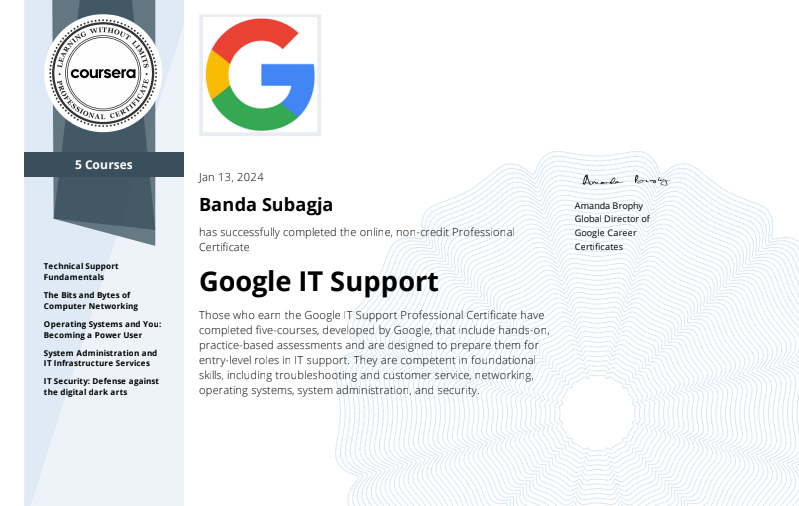 LEARNING WITHOUT LIMITS
coursera
PROFESSIONAL CERTIFICATE
5 Courses
Technical Support
Fundamentals
The Bits and Bytes of
Computer Networking
Operating Systems and You:
Becoming a Power User
System Administration and
IT Infrastructure Services
IT Security: Defense against
the digital dark arts
G
Jan 13, 2024
Banda Subagja
has successfully completed the online, non-credit Professional
Certificate
Google IT Support
Those who earn the Google IT Support Professional Certificate have
completed five-courses, developed by Google, that include hands-on,
practice-based assessments and are designed to prepare them for
entry-level roles in IT support. They are competent in foundational
skills, including troubleshooting and customer service, networking,
operating systems, system administration, and security.
Amanda Brophy
Amanda Brophy
Global Director of
Google Career
Certificates